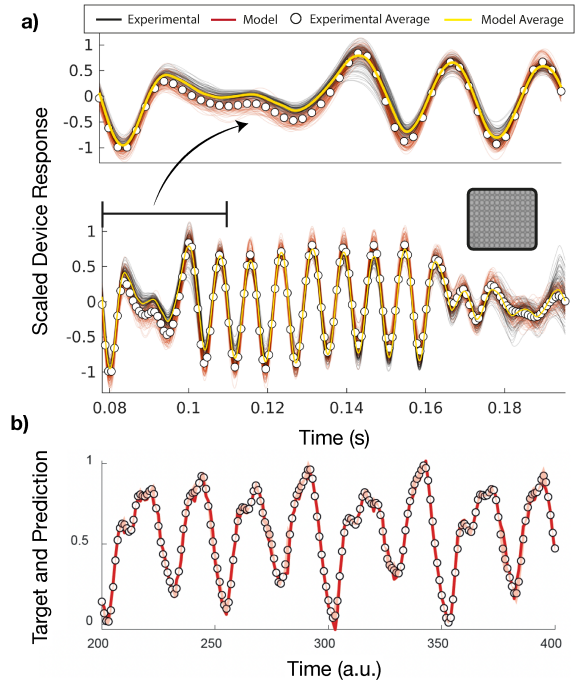 a)
Experimental Model Experimental Average Model Average
1
0.5
0
-0.5
-1
Scaled Device Response
1
0.5
0
-0.5
-1
0.08 0.1 0.12 0.14 0.16 0.18
Time (s)
b)
Target and Prediction
1
0.5
0
200 250 300 350 400
Time (a.u.)